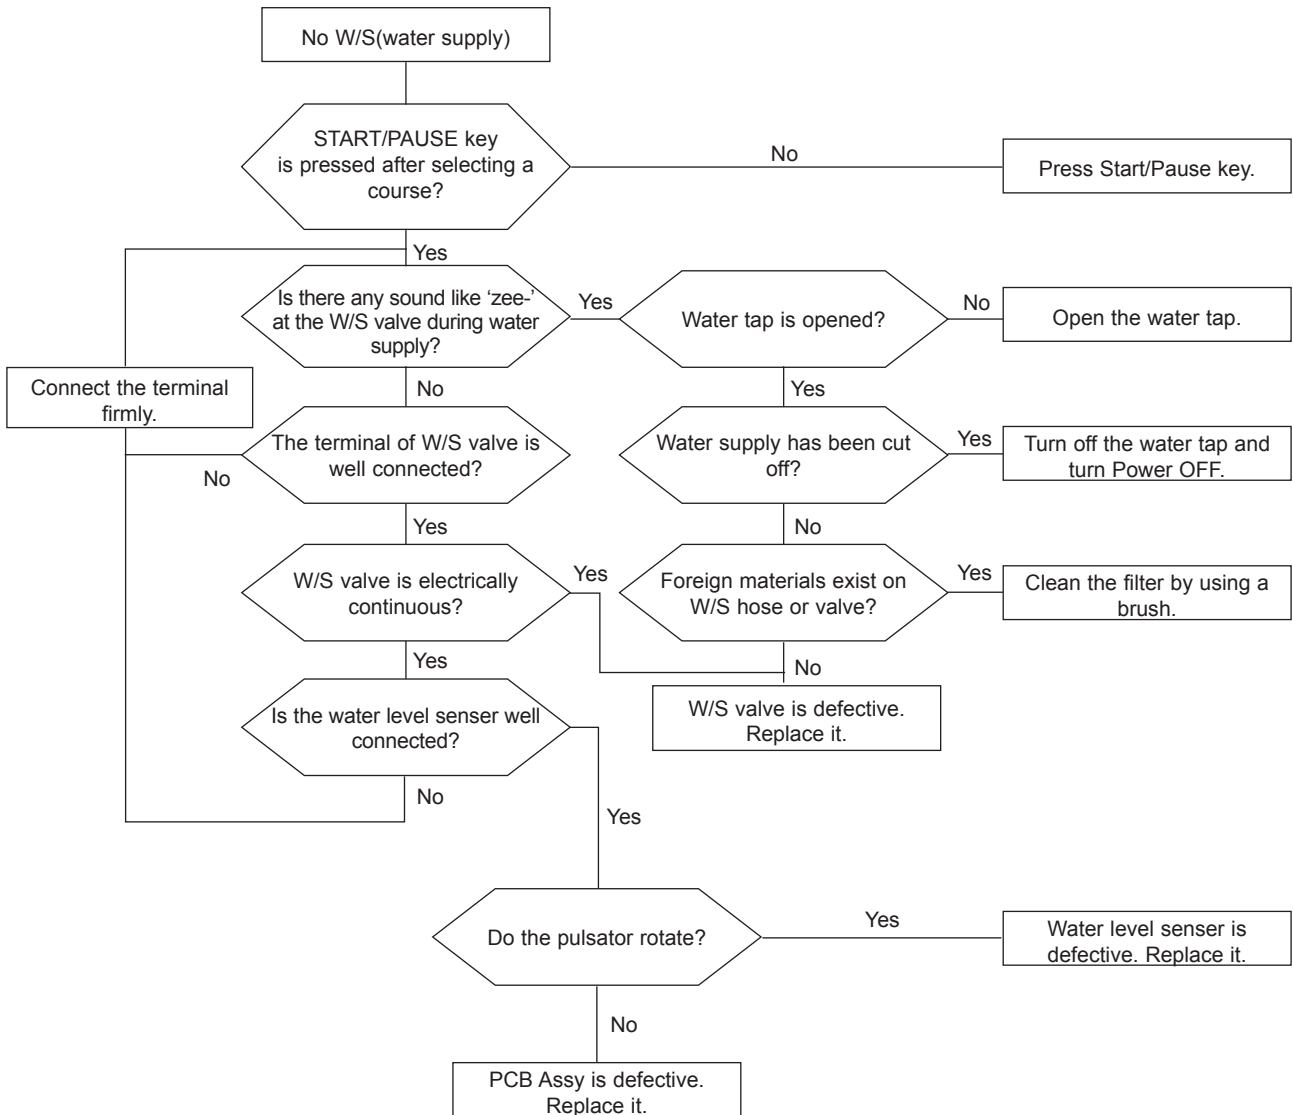 No W/S(water supply)
START/PAUSE key
is pressed after selecting a
course?
No
Press Start/Pause key.
Yes
Is there any sound like ‘zee-’
at the W/S valve during water
supply?
Yes
Water tap is opened?
No
Open the water tap.
Connect the terminal
firmly.
No
Yes
The terminal of W/S valve is
well connected?
No
Water supply has been cut
off?
Yes
Turn off the water tap and
turn Power OFF.
Yes
No
W/S valve is electrically
continuous?
Yes
Foreign materials exist on
W/S hose or valve?
Yes
Clean the filter by using a
brush.
Yes
No
Is the water level senser well
connected?
W/S valve is defective.
Replace it.
No
Yes
Do the pulsator rotate?
Yes
Water level senser is
defective. Replace it.
No
PCB Assy is defective.
Replace it.